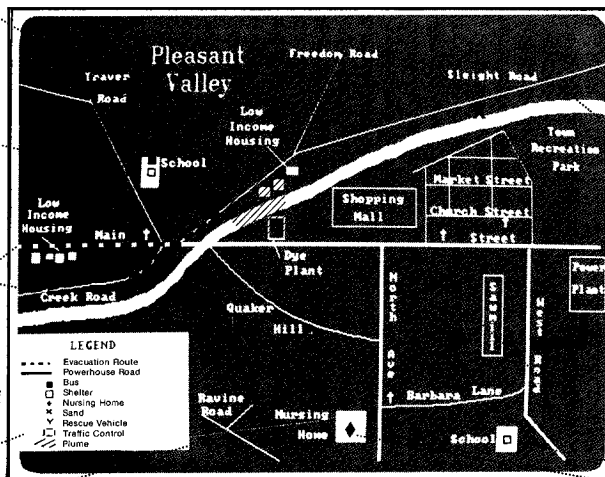 Pleasant
Valley
Freedom Road
Traver
Road
Sleight Road
Low
Income
Housing
School
Town
Recreation
Park
Market Street
Shopping
Mall
Church Street
Low
Income
Housing
Main
Street
Dye
Plant
Power
Plant
Creek Road
Quaker
Hill
North Ave
Sawmill
West Road
LEGEND
Evacuation Route
Powerhouse Road
Bus
Shelter
Nursing Home
Sand
Rescue Vehicle
Traffic Control
Plume
Ravine
Road
Barbara Lane
Nursing
Home
School